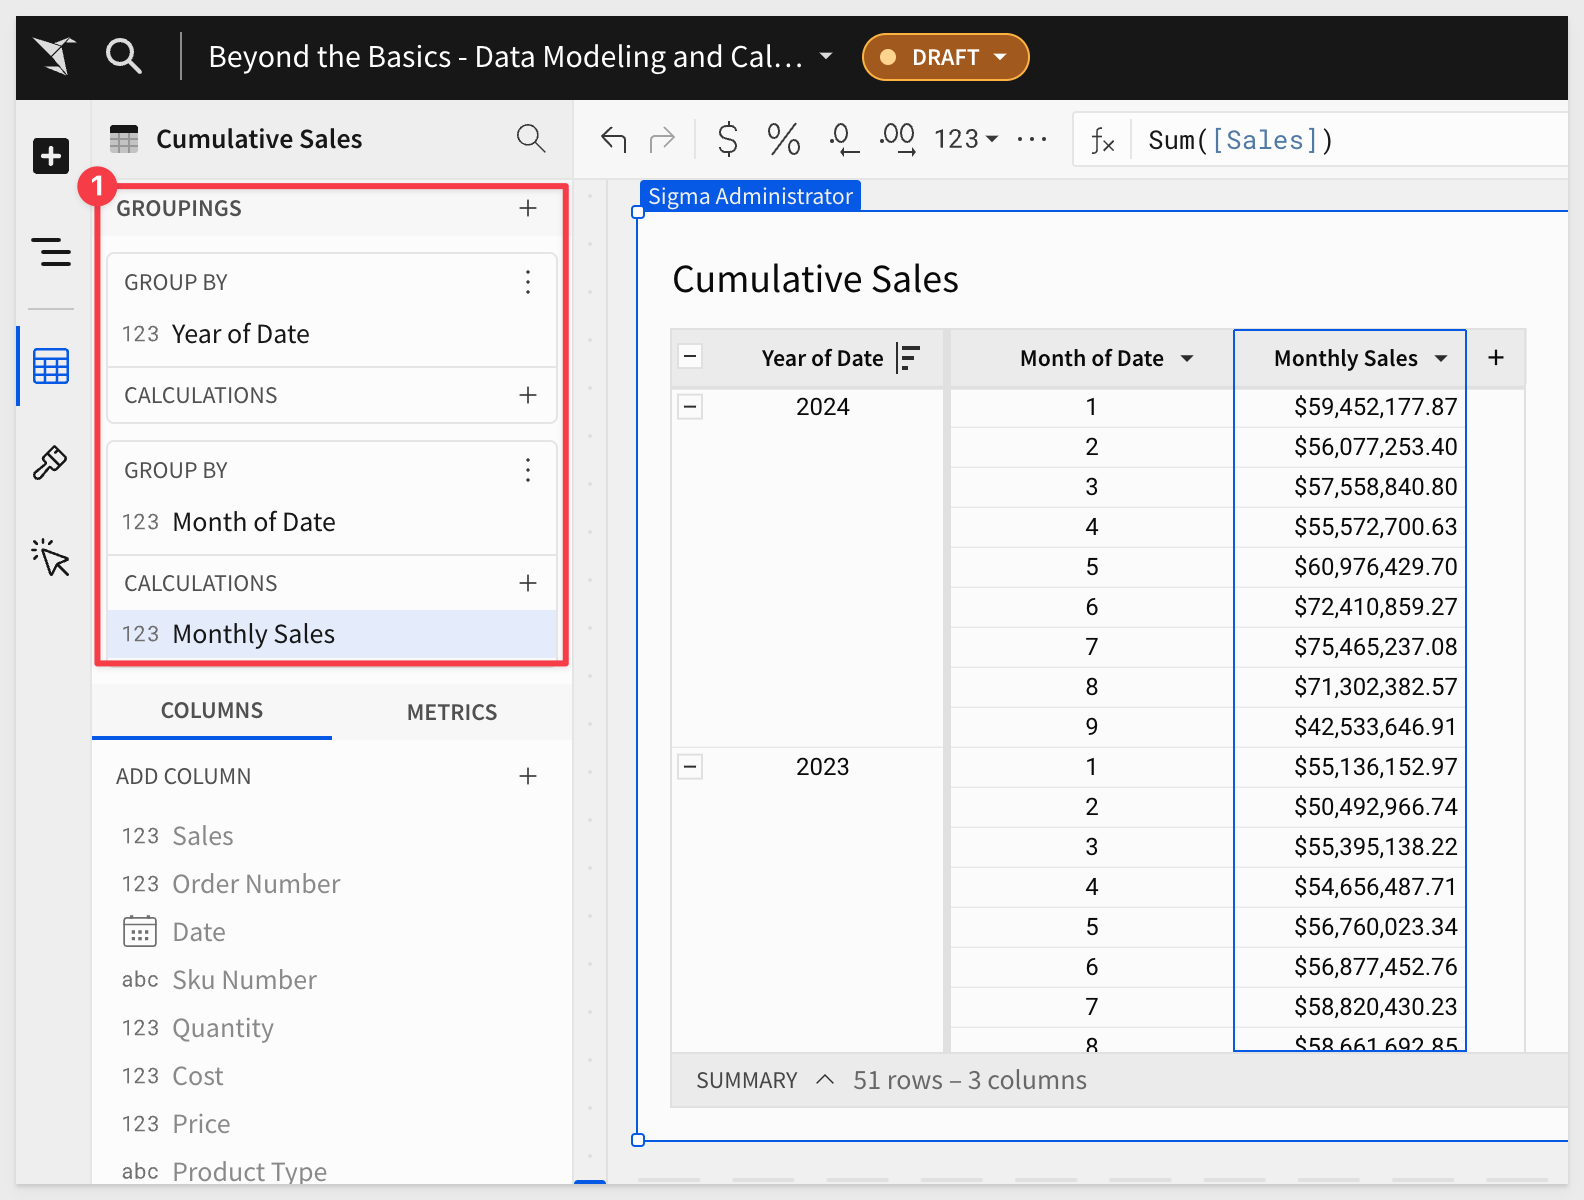 Beyond the Basics - Data Modeling and Cal...
DRAFT
Cumulative Sales
$ % .0 .00 123 ...
fx Sum([Sales])
1
GROUPINGS
GROUP BY
123 Year of Date
CALCULATIONS
GROUP BY
123 Month of Date
CALCULATIONS
123 Monthly Sales
COLUMNS METRICS
ADD COLUMN
123 Sales
123 Order Number
Date
abc Sku Number
123 Quantity
123 Cost
123 Price
abc Product Type
Sigma Administrator
Cumulative Sales
Year of Date Month of Date Monthly Sales +
2024 1 $59,452,177.87
2 $56,077,253.40
3 $57,558,840.80
4 $55,572,700.63
5 $60,976,429.70
6 $72,410,859.27
7 $75,465,237.08
8 $71,302,382.57
9 $42,533,646.91
2023 1 $55,136,152.97
2 $50,492,966.74
3 $55,395,138.22
4 $54,656,487.71
5 $56,760,023.34
6 $56,877,452.76
7 $58,820,430.23
8 $58,661,692.85
SUMMARY 51 rows – 3 columns